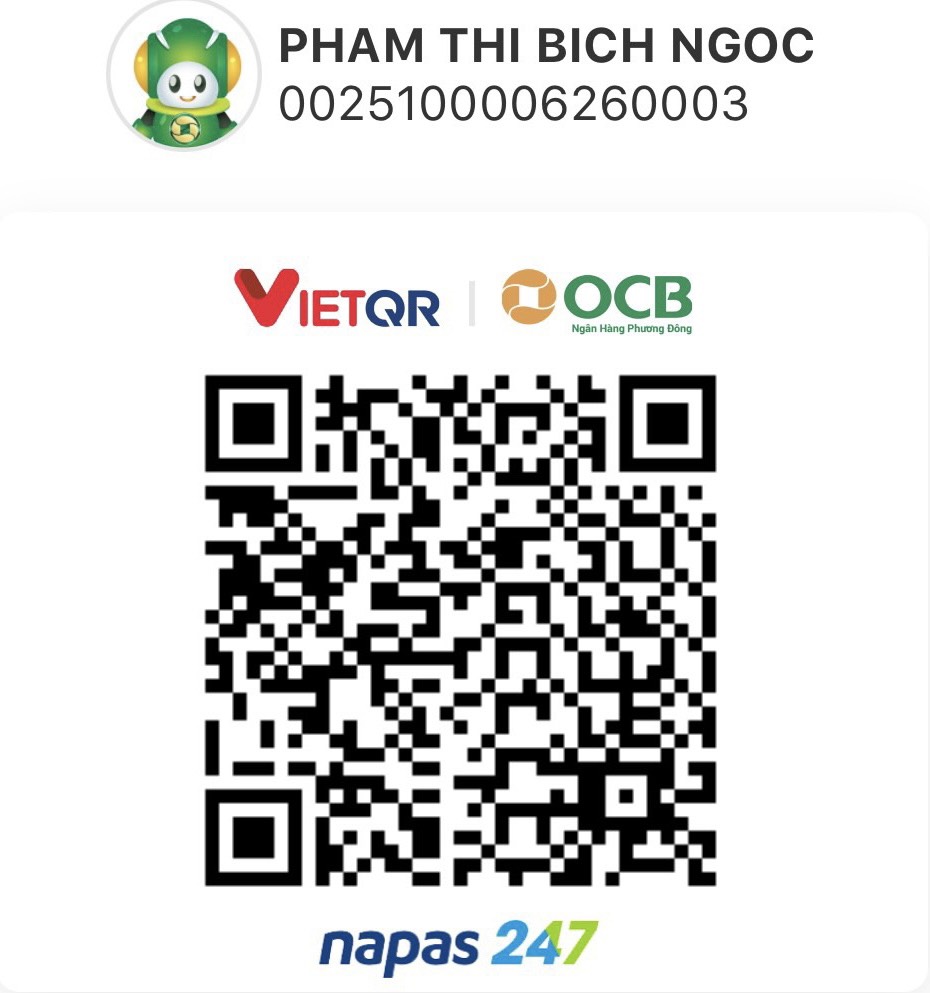 PHAM THI BICH NGOC
0025100006260003
VIETQR | OCB
Ngân Hàng Phương Đông
napas 247